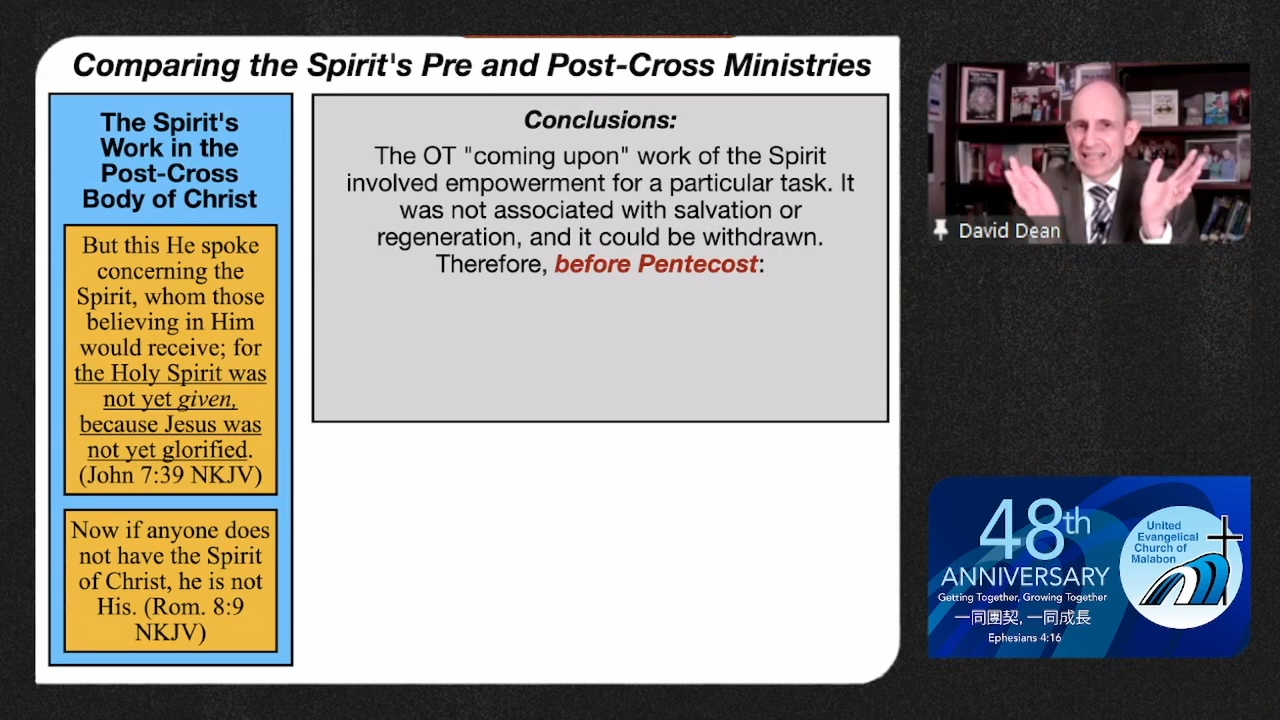 Comparing the Spirit's Pre and Post-Cross Ministries
The Spirit's
Work in the
Post-Cross
Body of Christ
But this He spoke
concerning the
Spirit, whom those
believing in Him
would receive; for
the Holy Spirit was
not yet given,
because Jesus was
not yet glorified.
(John 7:39 NKJV)
Now if anyone does
not have the Spirit
of Christ, he is not
His. (Rom. 8:9
NKJV)
Conclusions:
The OT "coming upon" work of the Spirit
involved empowerment for a particular task. It
was not associated with salvation or
regeneration, and it could be withdrawn.
Therefore, before Pentecost:
David Dean
48th
ANNIVERSARY
Getting Together, Growing Together
一同團契, 一同成長
Ephesians 4:16
United
Evangelical
Church of
Malabon